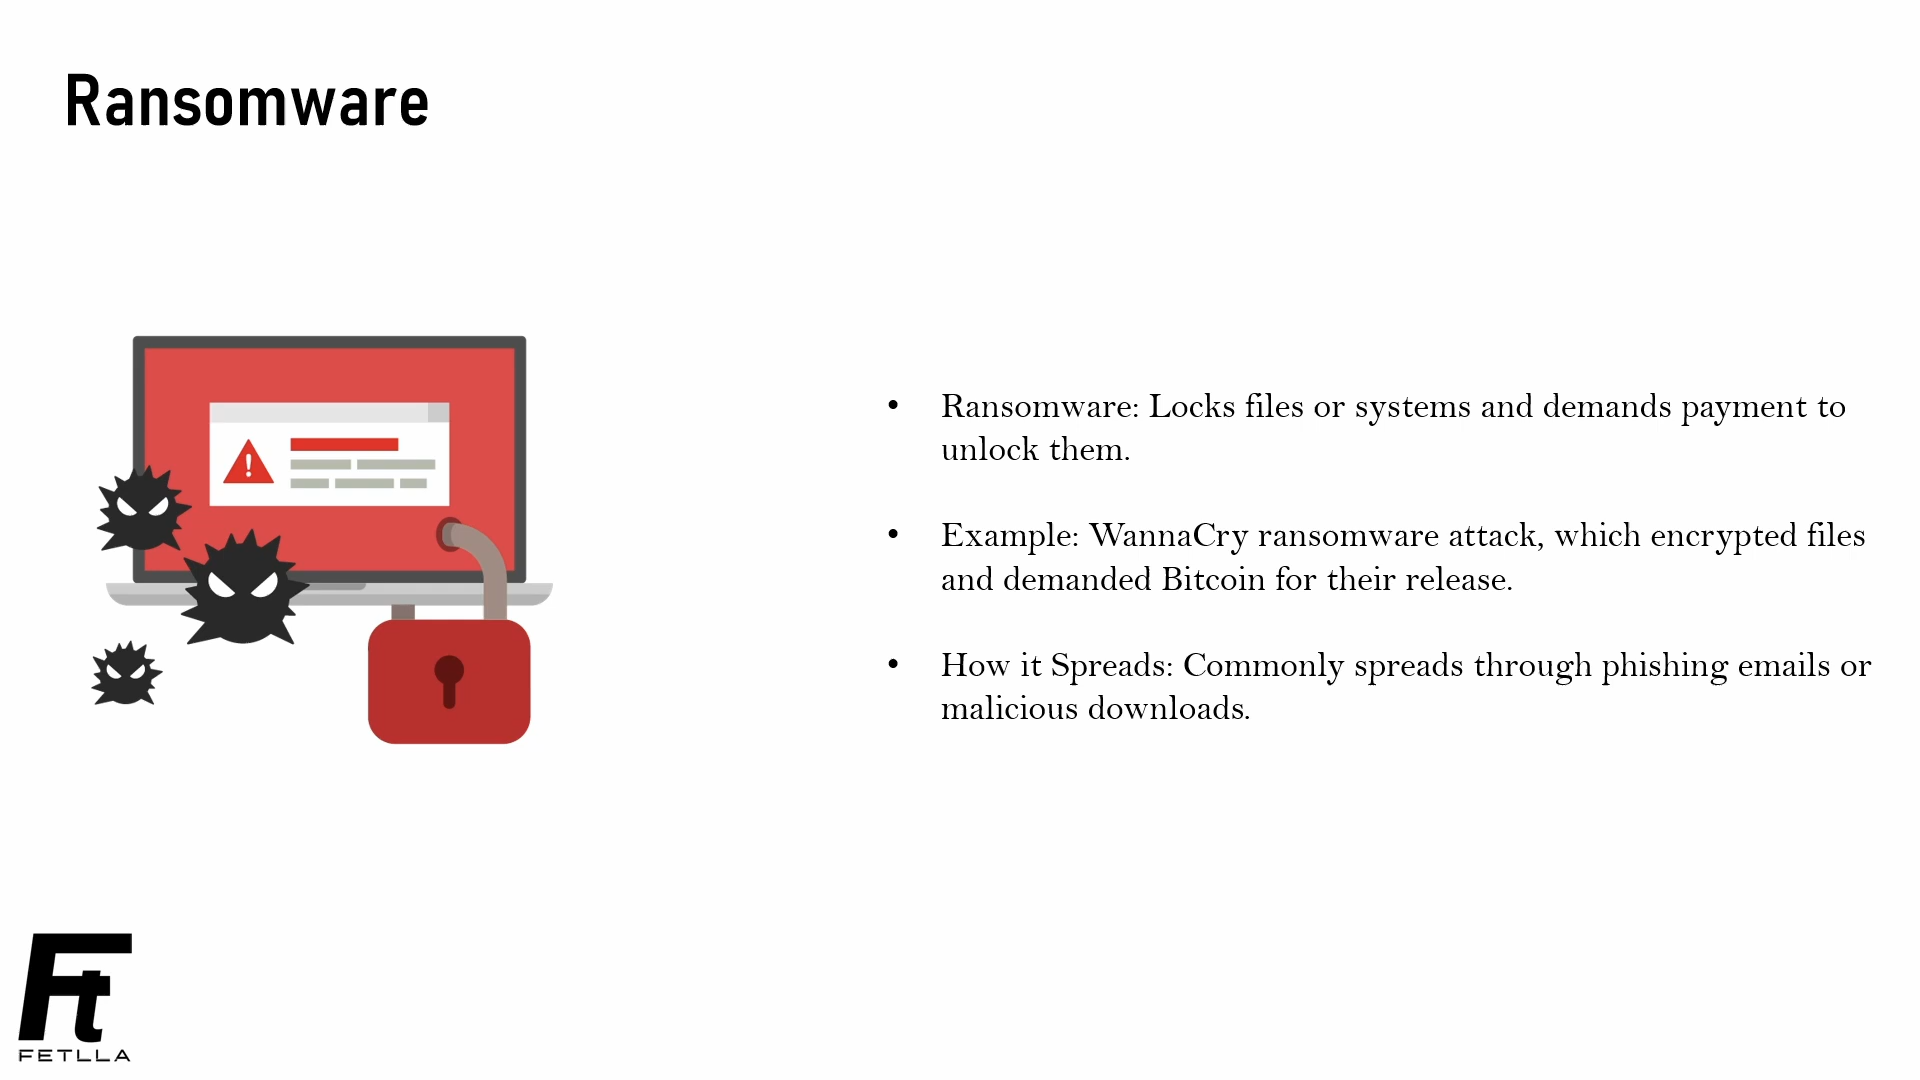 Ransomware
• Ransomware: Locks files or systems and demands payment to
unlock them.
• Example: WannaCry ransomware attack, which encrypted files
and demanded Bitcoin for their release.
• How it Spreads: Commonly spreads through phishing emails or
malicious downloads.
!
Ft
FETLLA